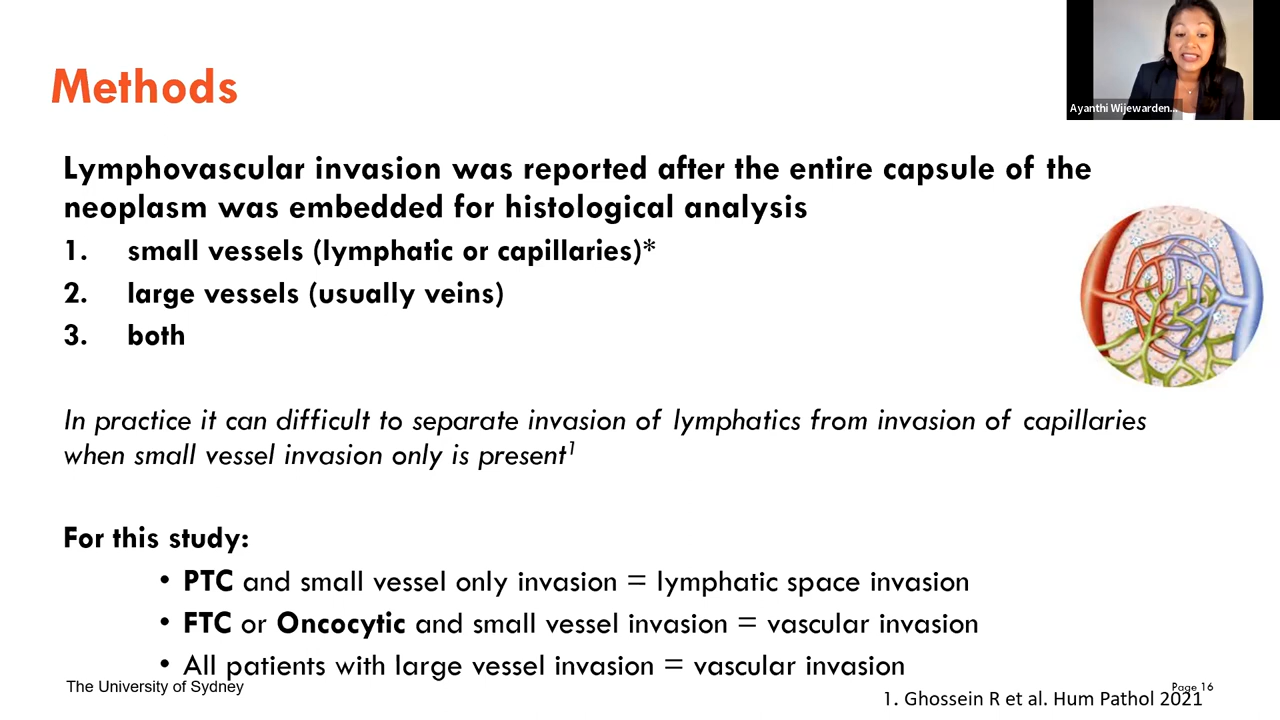 Methods
Ayanthi Wijewarden...
Lymphovascular invasion was reported after the entire capsule of the
neoplasm was embedded for histological analysis
1. small vessels (lymphatic or capillaries)*
2. large vessels (usually veins)
3. both
In practice it can difficult to separate invasion of lymphatics from invasion of capillaries
when small vessel invasion only is present1
For this study:
• PTC and small vessel only invasion = lymphatic space invasion
• FTC or Oncocytic and small vessel invasion = vascular invasion
• All patients with large vessel invasion = vascular invasion
The University of Sydney
Page 16
1. Ghossein R et al. Hum Pathol 2021